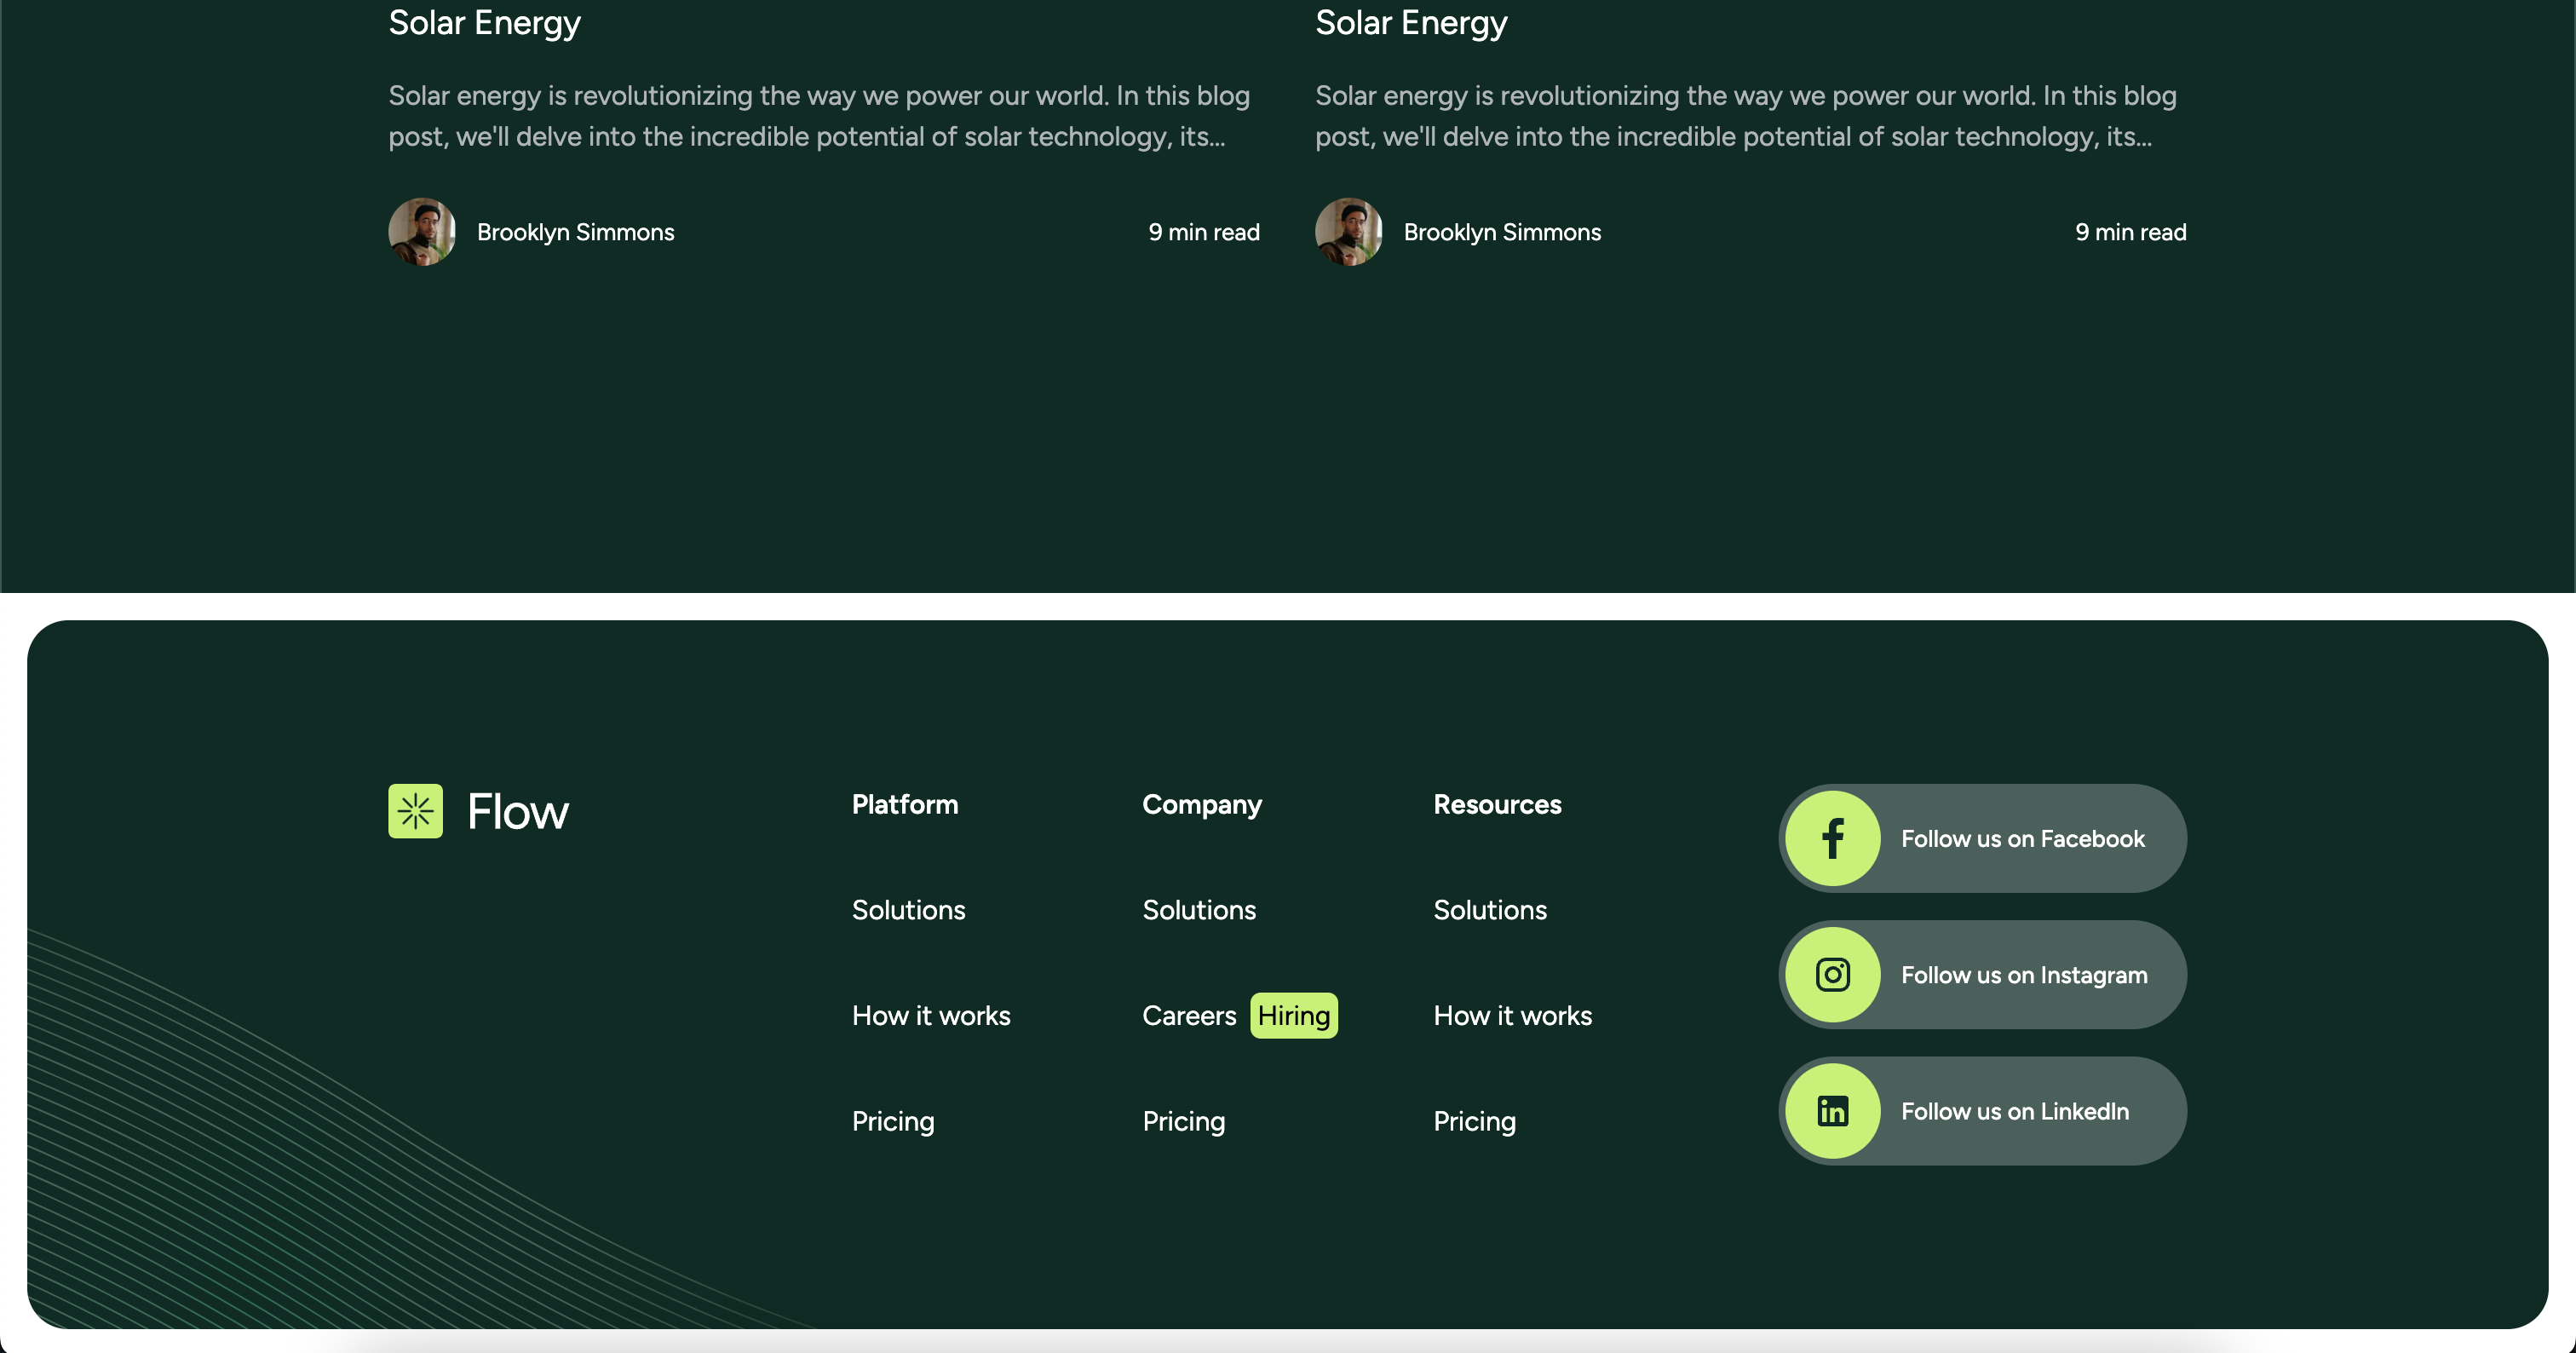 Solar Energy
Solar energy is revolutionizing the way we power our world. In this blog
post, we'll delve into the incredible potential of solar technology, its...
Brooklyn Simmons
9 min read
Solar Energy
Solar energy is revolutionizing the way we power our world. In this blog
post, we'll delve into the incredible potential of solar technology, its...
Brooklyn Simmons
9 min read
Flow
Platform
Solutions
How it works
Pricing
Company
Solutions
Careers Hiring
Pricing
Resources
Solutions
How it works
Pricing
Follow us on Facebook
Follow us on Instagram
Follow us on LinkedIn